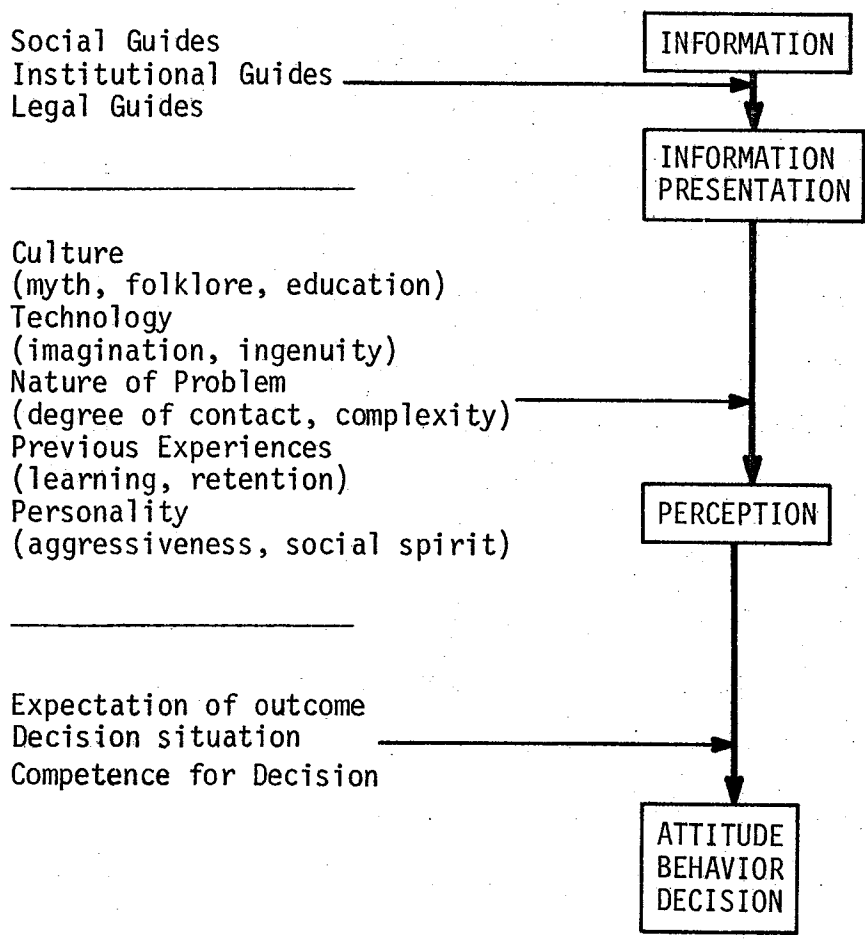 Social Guides
Institutional Guides
Legal Guides
INFORMATION
INFORMATION
PRESENTATION
Culture
(myth, folklore, education)
Technology
(imagination, ingenuity)
Nature of Problem
(degree of contact, complexity)
Previous Experiences
(learning, retention)
Personality
(aggressiveness, social spirit)
PERCEPTION
Expectation of outcome
Decision situation
Competence for Decision
ATTITUDE
BEHAVIOR
DECISION